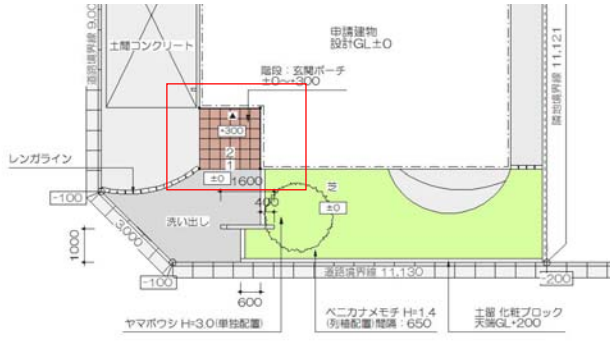 道路境界線 9.00
土間コンクリート
申請建物
設計GL±0
階段：玄関ポーチ
±0～+300
隣地境界線 11,121
+300
2
1
レンガライン
±0
1600
芝
-100
400
±0
洗い出し
3,000
1000
-100
道路境界線 11,130
-200
600
ヤマボウシ H=3.0(単独配置)
ベニカナメモチ H=1.4
(列植配置)間隔：650
土留 化粧ブロック
天端GL+200